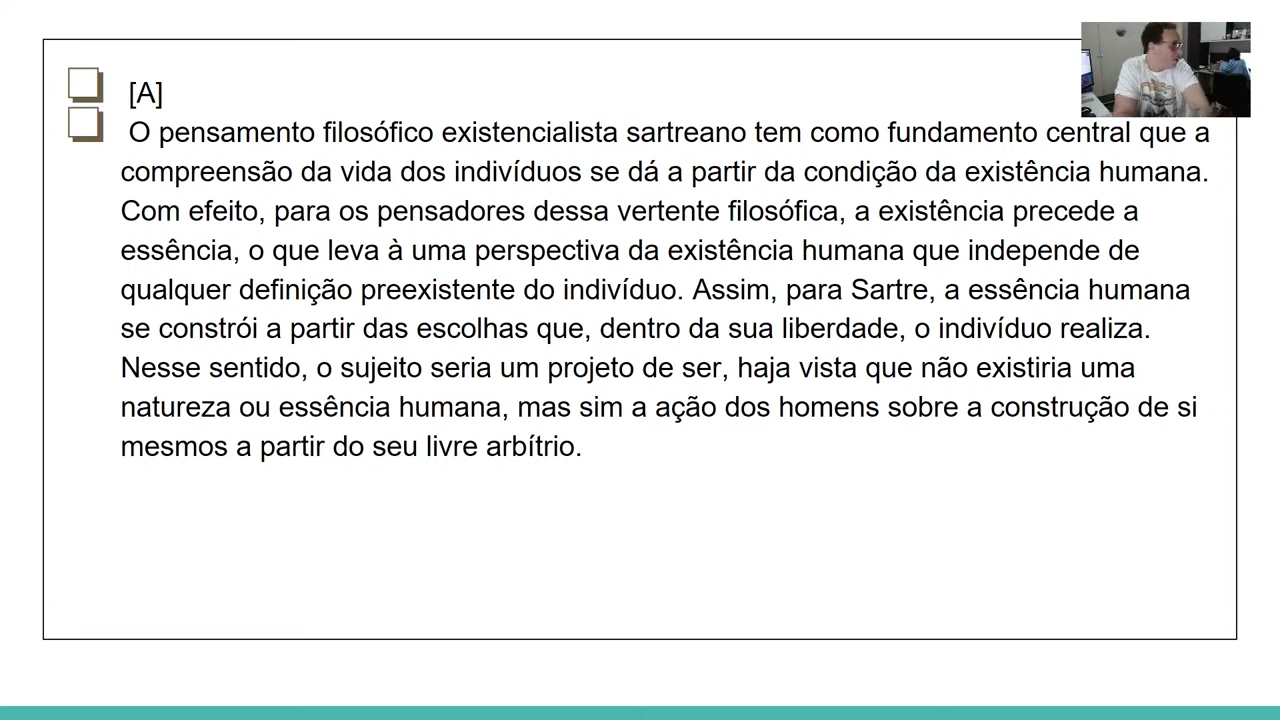 [A]
O pensamento filosófico existencialista sartreano tem como fundamento central que a
compreensão da vida dos indivíduos se dá a partir da condição da existência humana.
Com efeito, para os pensadores dessa vertente filosófica, a existência precede a
essência, o que leva à uma perspectiva da existência humana que independe de
qualquer definição preexistente do indivíduo. Assim, para Sartre, a essência humana
se constrói a partir das escolhas que, dentro da sua liberdade, o indivíduo realiza.
Nesse sentido, o sujeito seria um projeto de ser, haja vista que não existiria uma
natureza ou essência humana, mas sim a ação dos homens sobre a construção de si
mesmos a partir do seu livre arbítrio.